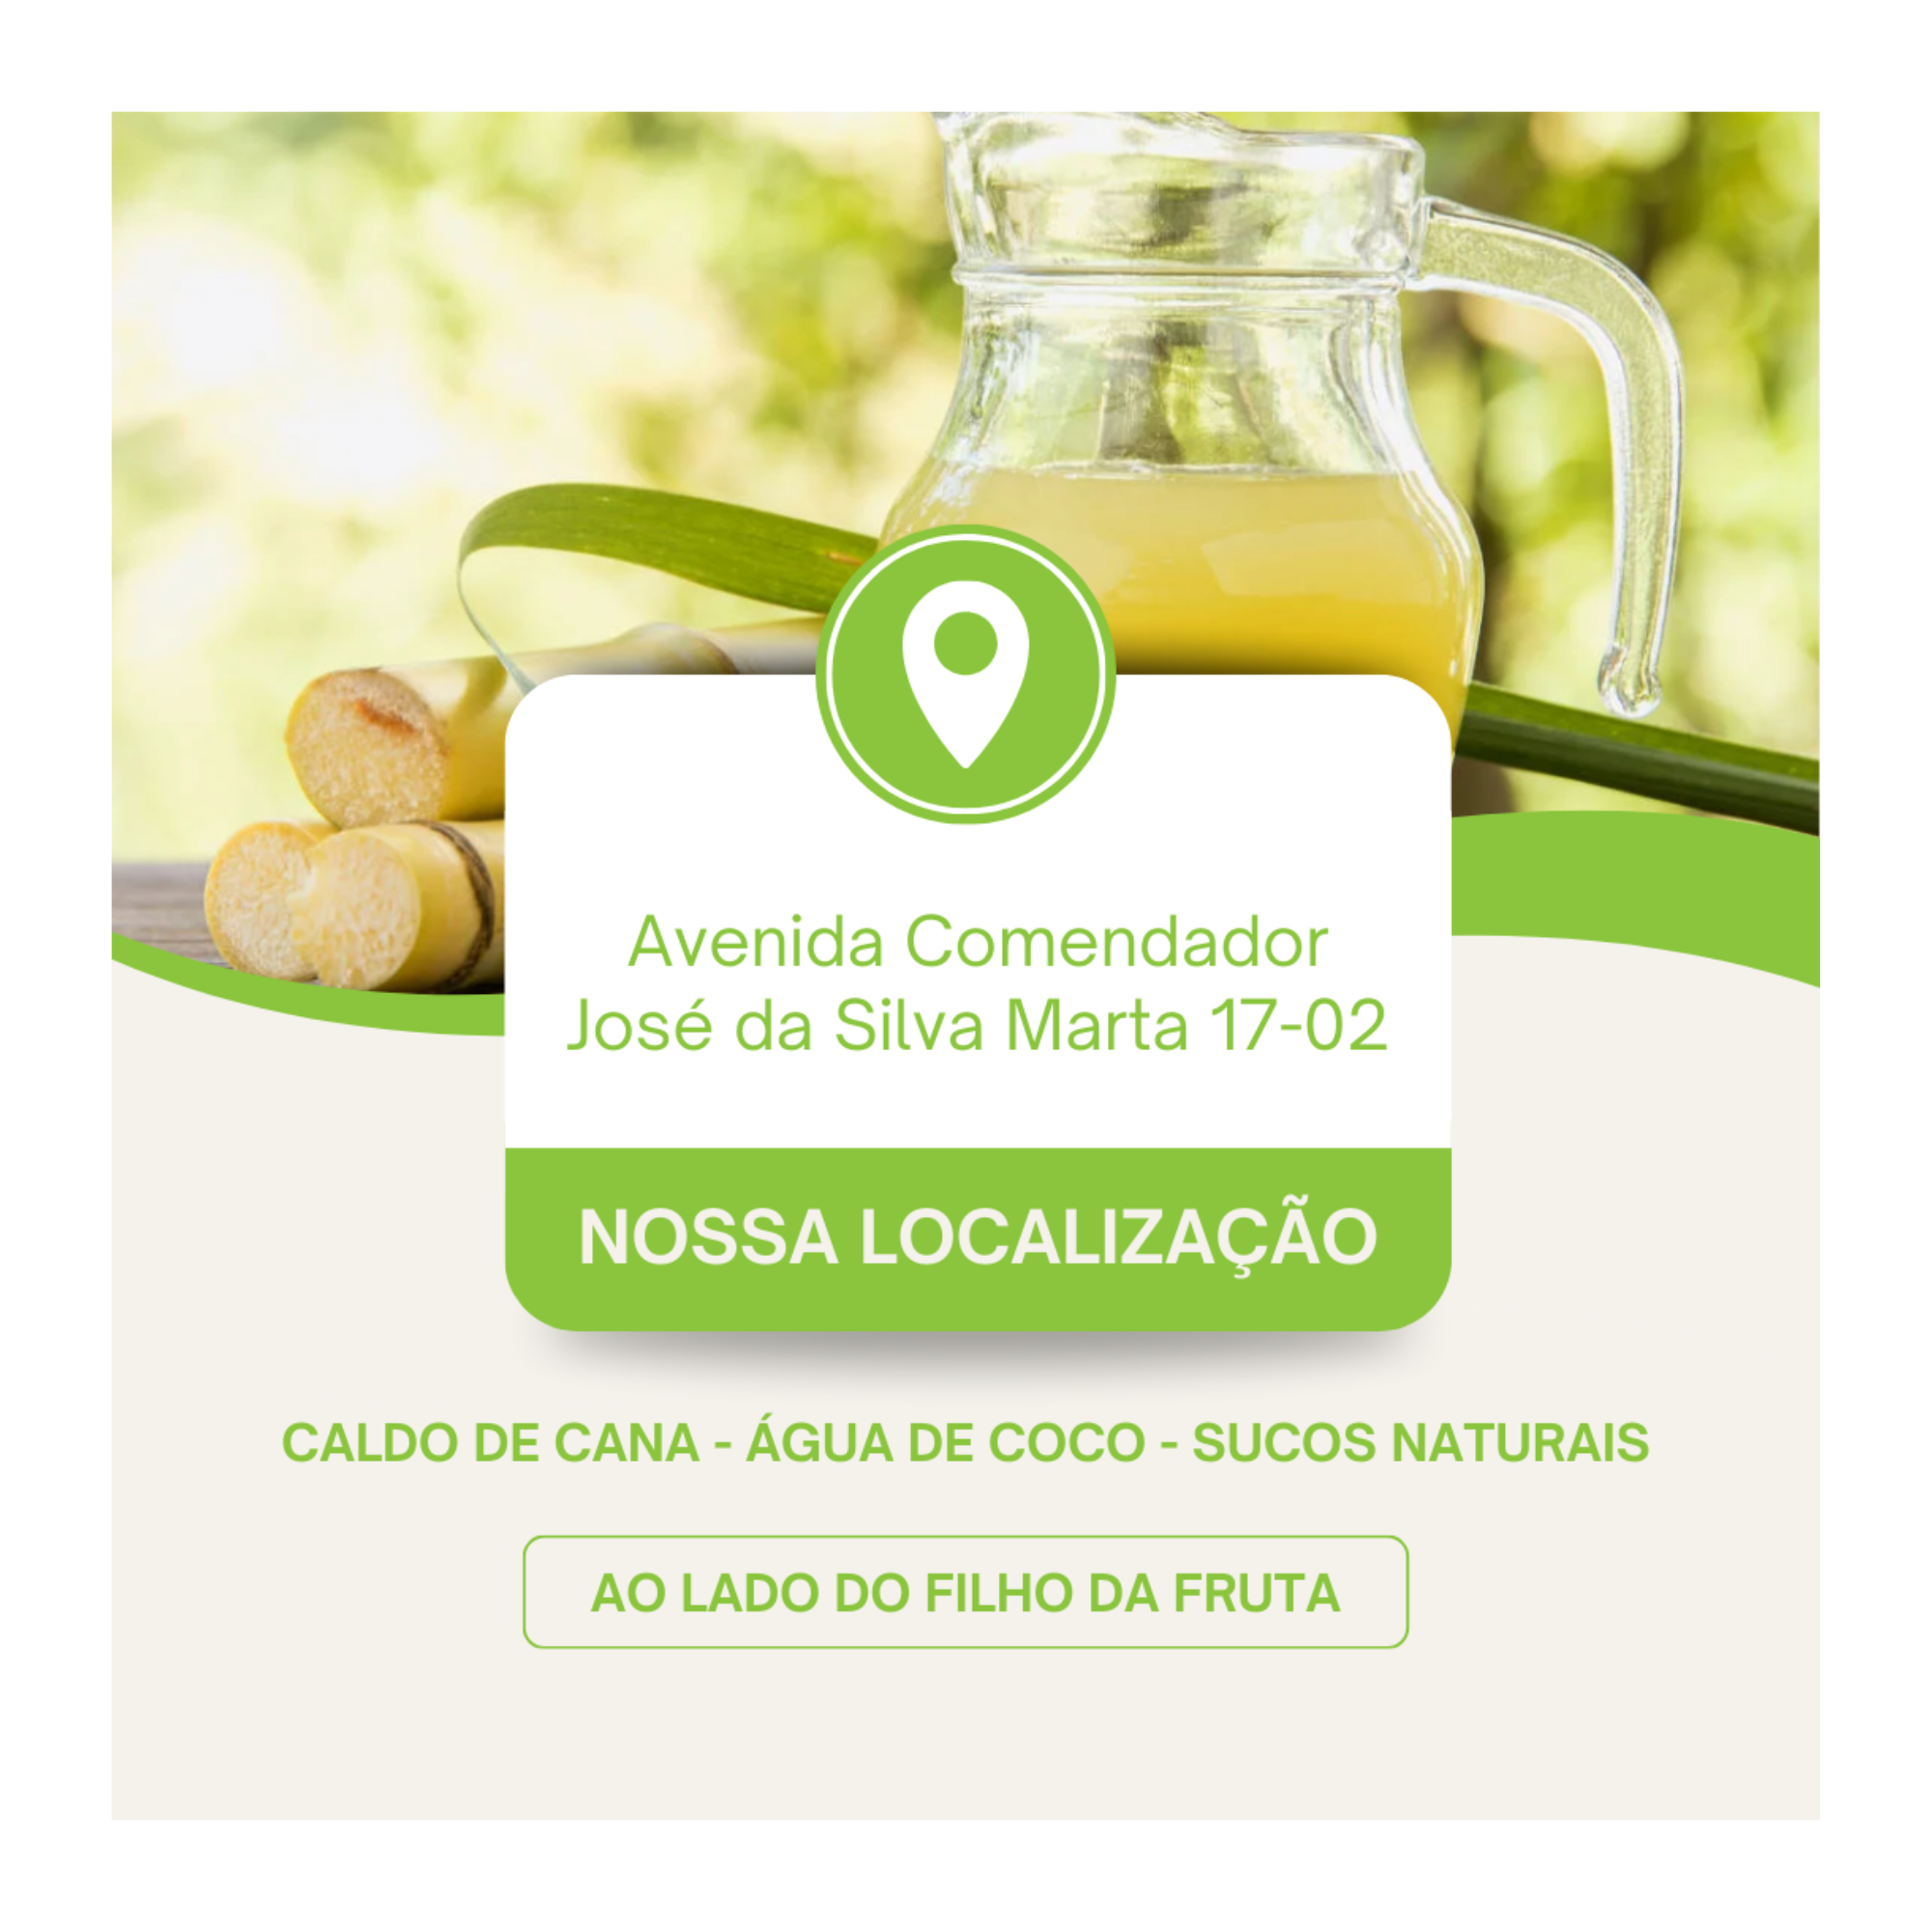 Avenida Comendador
José da Silva Marta 17-02
NOSSA LOCALIZAÇÃO
CALDO DE CANA - ÁGUA DE COCO - SUCOS NATURAIS
AO LADO DO FILHO DA FRUTA